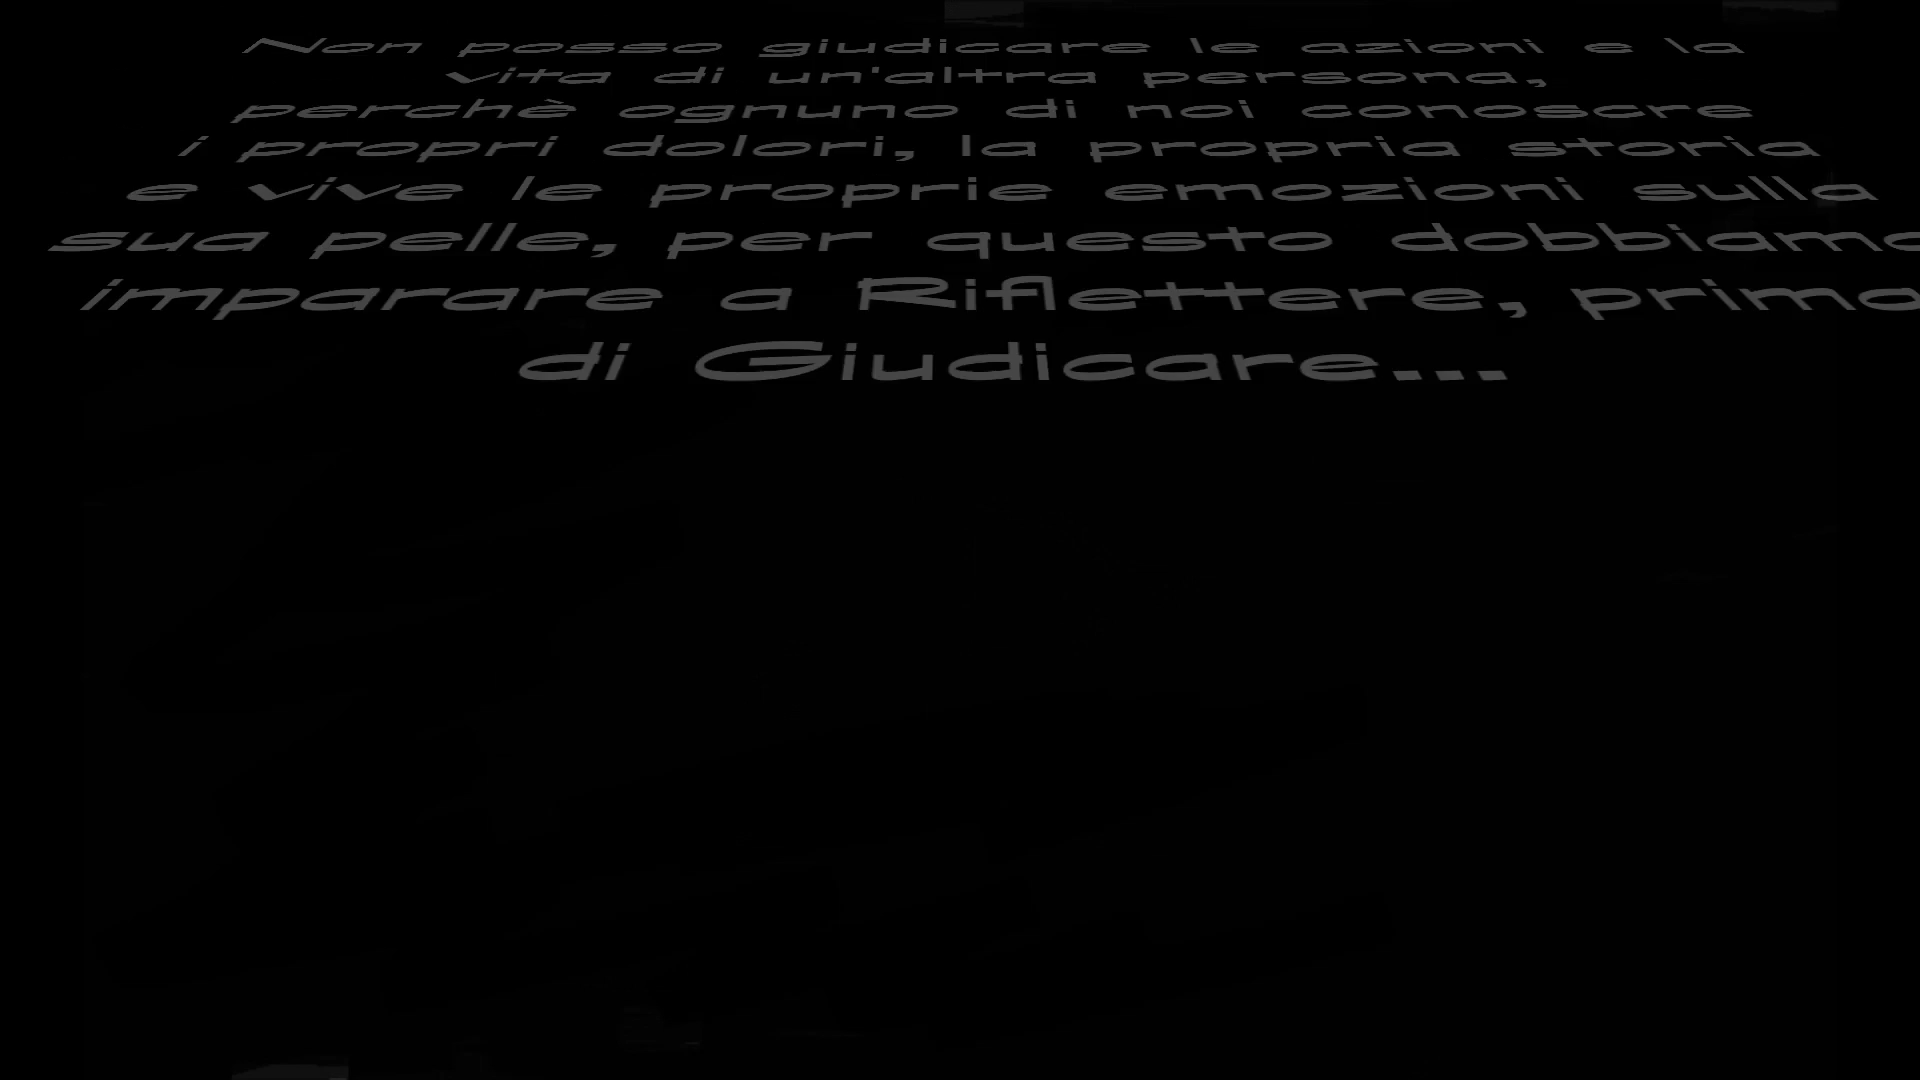 Non posso giudicare le azioni e la
vita di un'altra persona,
perchè ognuno di noi conoscre
i propri dolori, la propria storia
e vive le proprie emozioni sulla
sua pelle, per questo dobbiamo
imparare a Riflettere, prima
di Giudicare...